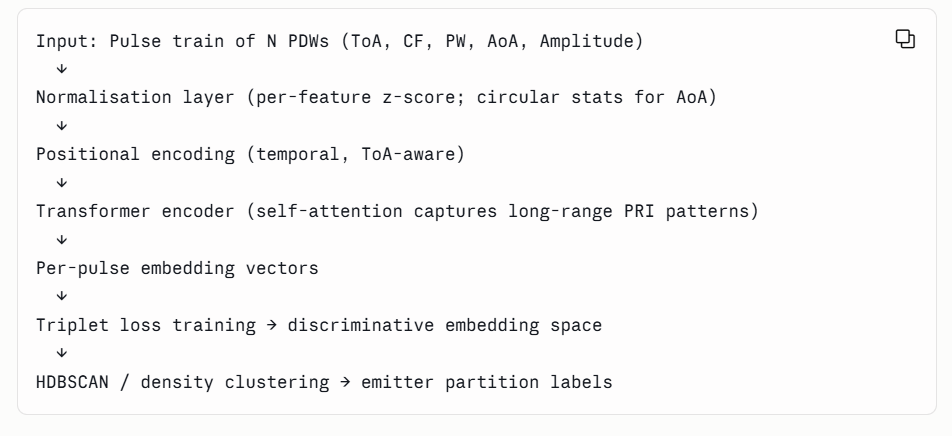 Input: Pulse train of N PDWs (ToA, CF, PW, AoA, Amplitude)
↓
Normalisation layer (per-feature z-score; circular stats for AoA)
↓
Positional encoding (temporal, ToA-aware)
↓
Transformer encoder (self-attention captures long-range PRI patterns)
↓
Per-pulse embedding vectors
↓
Triplet loss training → discriminative embedding space
↓
HDBSCAN / density clustering → emitter partition labels